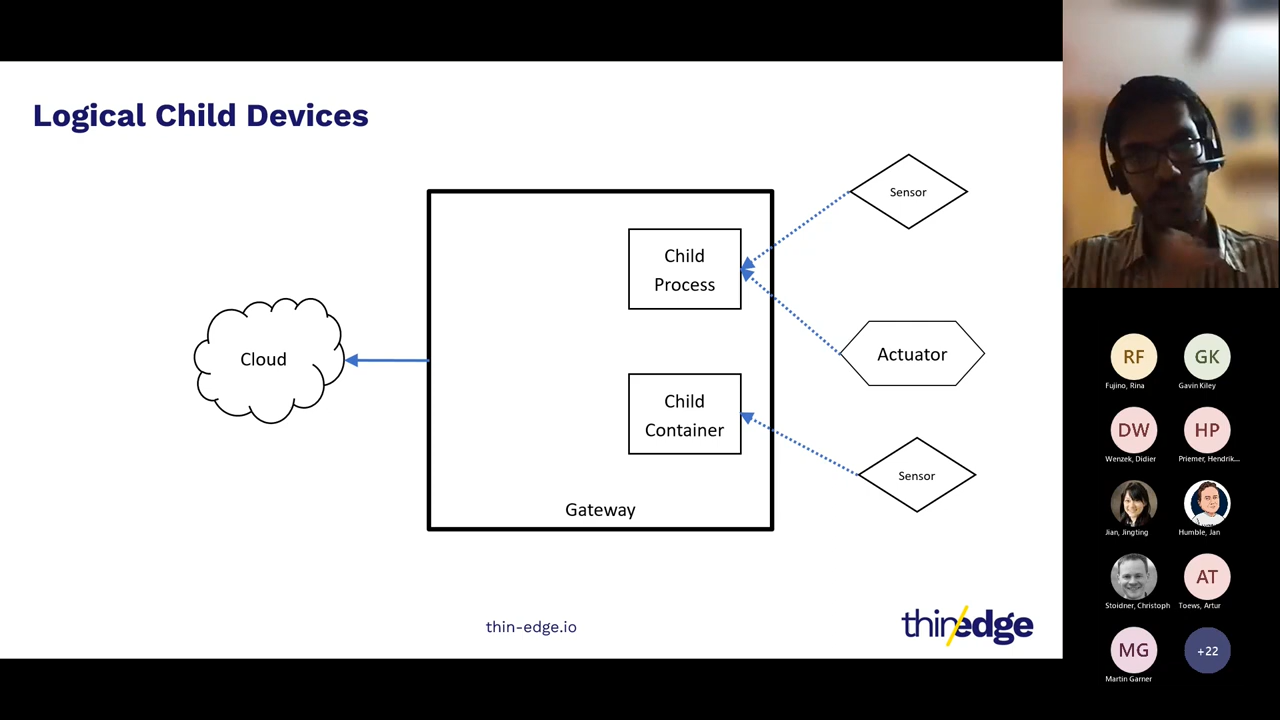 Logical Child Devices
Sensor
Child
Process
Actuator
Cloud
Child
Container
Sensor
Gateway
thin-edge.io
thin/edge
RF
Fujino, Rina
GK
Gavin Kiley
DW
Wenzek, Didier
HP
Priemer, Hendrik...
Jian, Jingting
Humble, Jan
Stoidner, Christoph
AT
Toews, Artur
MG
Martin Garner
+22